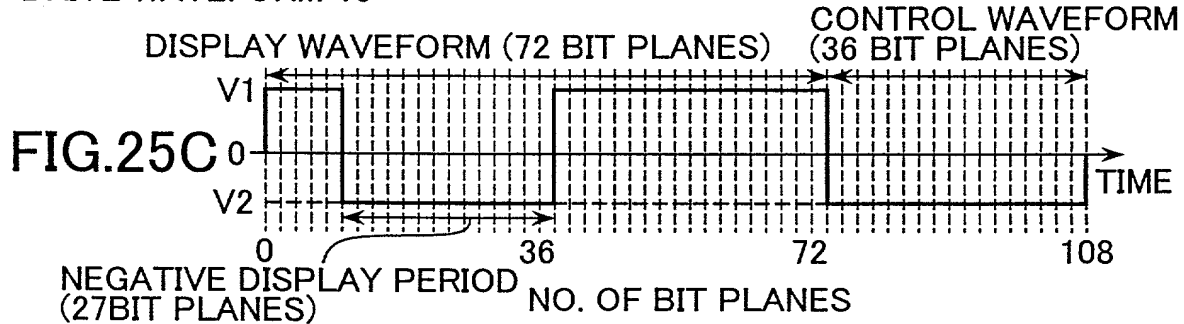 CONTROL WAVEFORM
DISPLAY WAVEFORM (72 BIT PLANES) (36 BIT PLANES)
V1
FIG.25C 0
TIME
V2
0 36 72 108
NEGATIVE DISPLAY PERIOD
(27BIT PLANES) NO. OF BIT PLANES